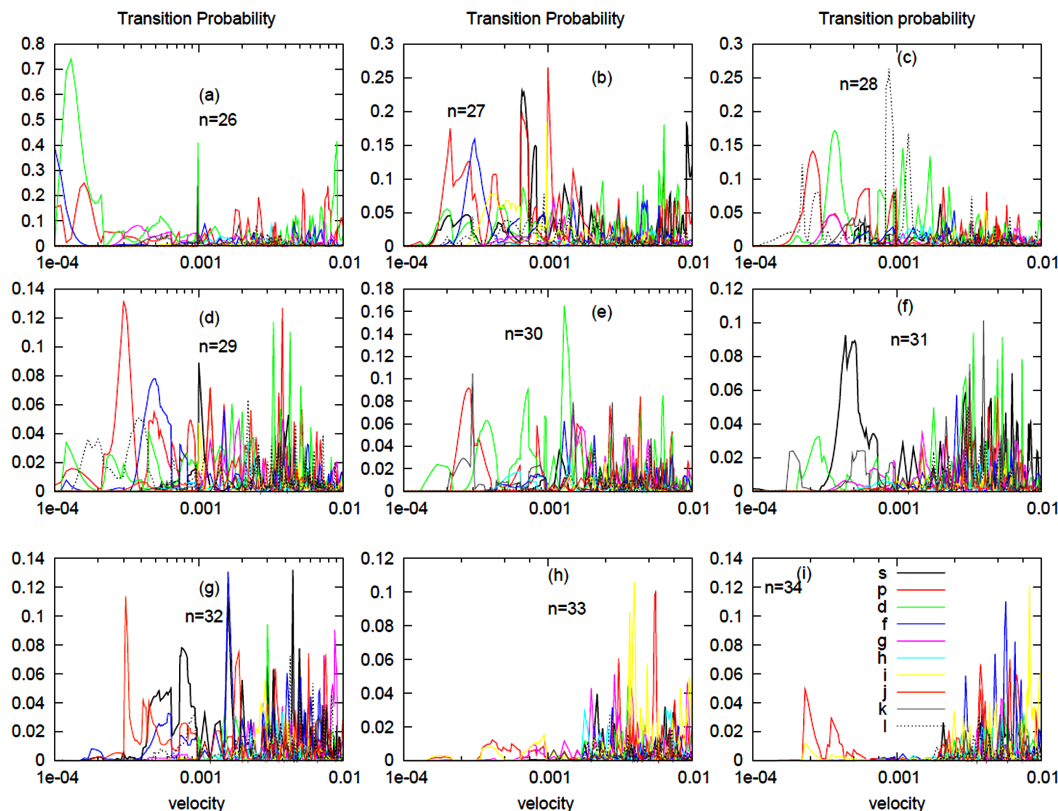 Transition Probability Transition Probability Transition probability
0.8 0.3 0.3
0.7 (a) n=26 0.25 (b) n=27 0.25 (c) n=28
0.6 0.2 0.2
0.5 0.15 0.15
0.4 0.1 0.1
0.3 0.05 0.05
0.2 0 0
0.1
0
1e-04 0.001 0.01 1e-04 0.001 0.01 1e-04 0.001 0.01
0.14 0.18 0.12
0.12 (d) n=29 0.16 (e) n=30 0.1 (f) n=31
0.1 0.14 0.08
0.08 0.12 0.06
0.06 0.1 0.04
0.04 0.08 0.02
0.02 0.06 0
0 0.04
0.02
0
1e-04 0.001 0.01 1e-04 0.001 0.01 1e-04 0.001 0.01
0.14 0.12 0.14
0.12 (g) n=32 0.1 (h) n=33 0.12 n=34 (i)
0.1 0.08 0.1
0.08 0.06 0.08
0.06 0.04 0.06
0.04 0.02 0.04
0.02 0 0.02
0 0
s
p
d
f
g
h
i
j
k
l
1e-04 0.001 0.01 1e-04 0.001 0.01 1e-04 0.001 0.01
velocity velocity velocity